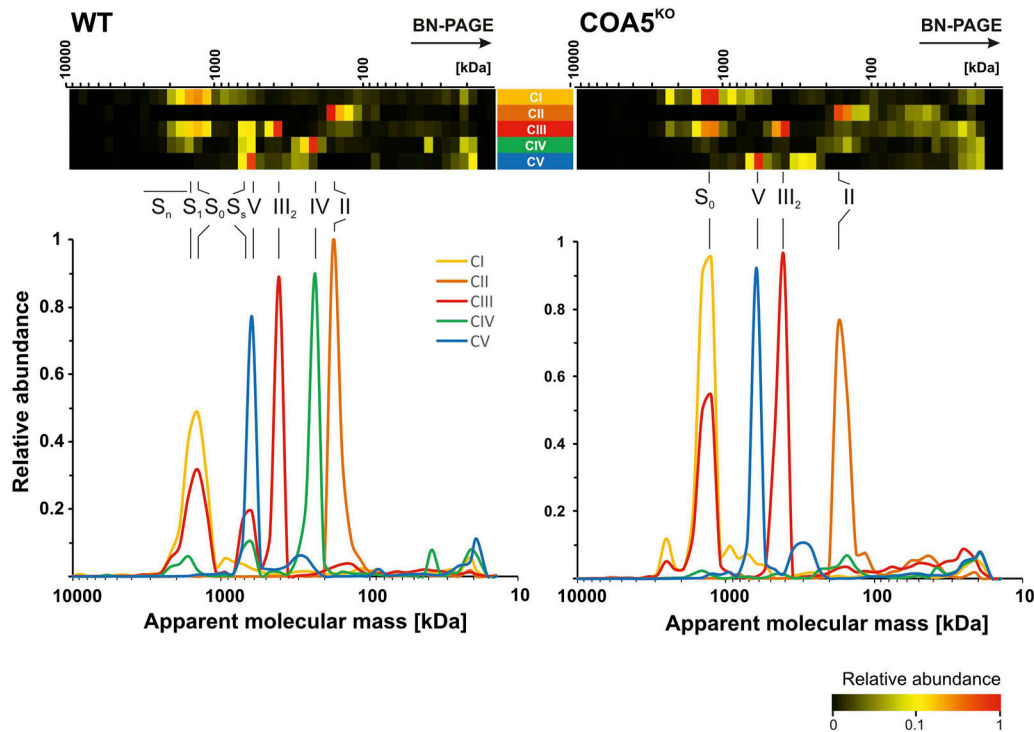 WT
BN-PAGE
COA5KO
BN-PAGE
10000 1000 100 [kDa]
10000 1000 100 [kDa]
CI
CII
CIII
CIV
CV
Sn S1 S0 Ss V III2 IV II
S0 V III2 II
Relative abundance
1
0.8
0.6
0.4
0.2
10000 1000 100 10
Apparent molecular mass [kDa]
CI
CII
CIII
CIV
CV
1
0.8
0.6
0.4
0.2
0
10000 1000 100 10
Apparent molecular mass [kDa]
Relative abundance
0 0.1 1